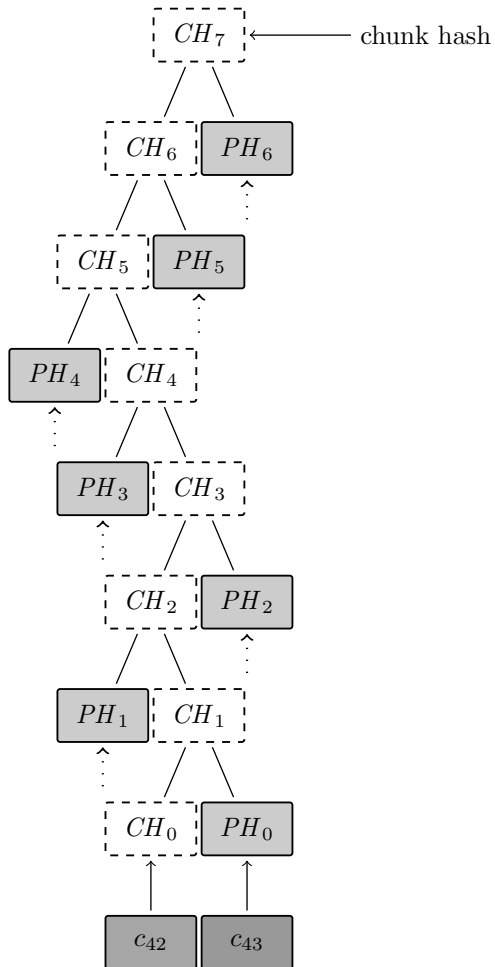 CH₇ chunk hash
CH₆ PH₆
CH₅ PH₅
PH₄ CH₄
PH₃ CH₃
CH₂ PH₂
PH₁ CH₁
CH₀ PH₀
c₄₂ c₄₃